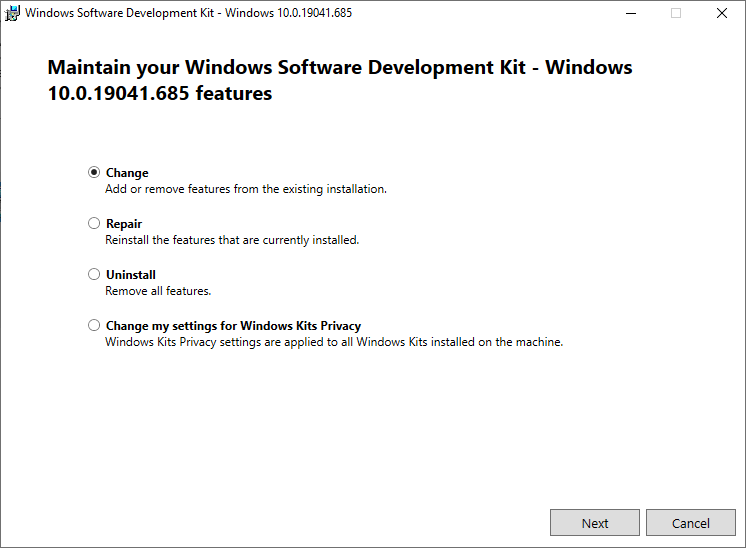 Windows Software Development Kit - Windows 10.0.19041.685
Maintain your Windows Software Development Kit - Windows
10.0.19041.685 features
Change
Add or remove features from the existing installation.
Repair
Reinstall the features that are currently installed.
Uninstall
Remove all features.
Change my settings for Windows Kits Privacy
Windows Kits Privacy settings are applied to all Windows Kits installed on the machine.
Next
Cancel